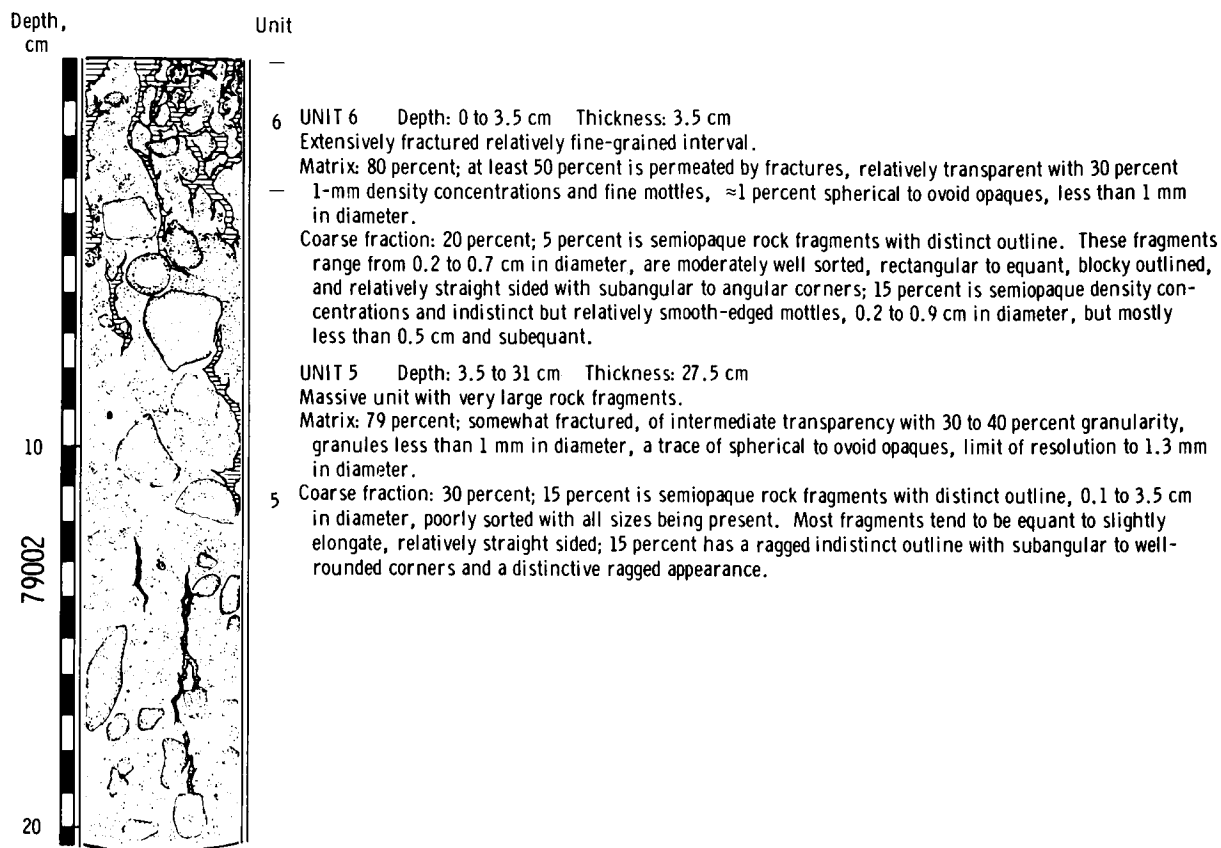 Depth,
cm
Unit
6
UNIT 6 Depth: 0 to 3.5 cm Thickness: 3.5 cm
Extensively fractured relatively fine-grained interval.
Matrix: 80 percent; at least 50 percent is permeated by fractures, relatively transparent with 30 percent
1-mm density concentrations and fine mottles, ≈1 percent spherical to ovoid opaques, less than 1 mm
in diameter.
Coarse fraction: 20 percent; 5 percent is semiopaque rock fragments with distinct outline. These fragments
range from 0.2 to 0.7 cm in diameter, are moderately well sorted, rectangular to equant, blocky outlined,
and relatively straight sided with subangular to angular corners; 15 percent is semiopaque density con-
centrations and indistinct but relatively smooth-edged mottles, 0.2 to 0.9 cm in diameter, but mostly
less than 0.5 cm and subequant.
UNIT 5 Depth: 3.5 to 31 cm Thickness: 27.5 cm
Massive unit with very large rock fragments.
Matrix: 79 percent; somewhat fractured, of intermediate transparency with 30 to 40 percent granularity,
granules less than 1 mm in diameter, a trace of spherical to ovoid opaques, limit of resolution to 1.3 mm
in diameter.
10
5
Coarse fraction: 30 percent; 15 percent is semiopaque rock fragments with distinct outline, 0.1 to 3.5 cm
in diameter, poorly sorted with all sizes being present. Most fragments tend to be equant to slightly
elongate, relatively straight sided; 15 percent has a ragged indistinct outline with subangular to well-
rounded corners and a distinctive ragged appearance.
79002
20